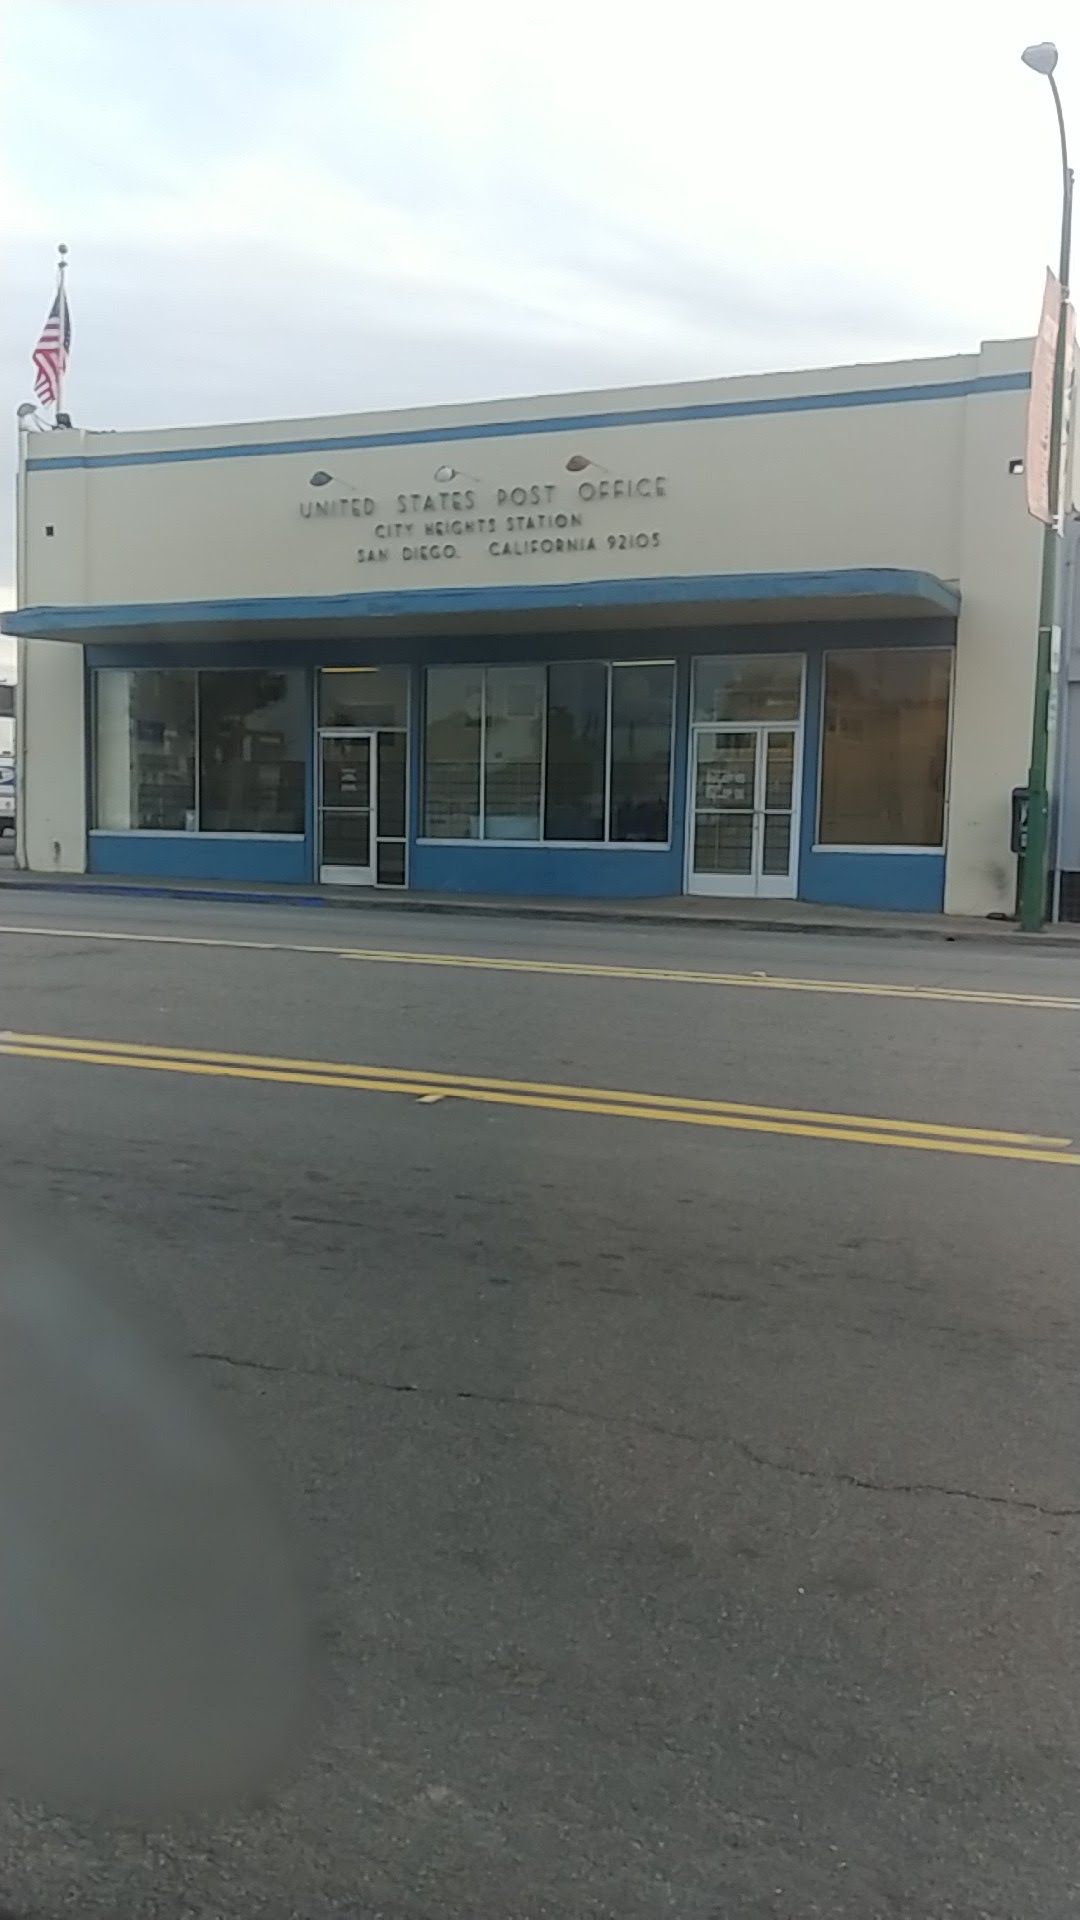 UNITED STATES POST OFFICE
CITY HEIGHTS STATION
SAN DIEGO. CALIFORNIA 92105